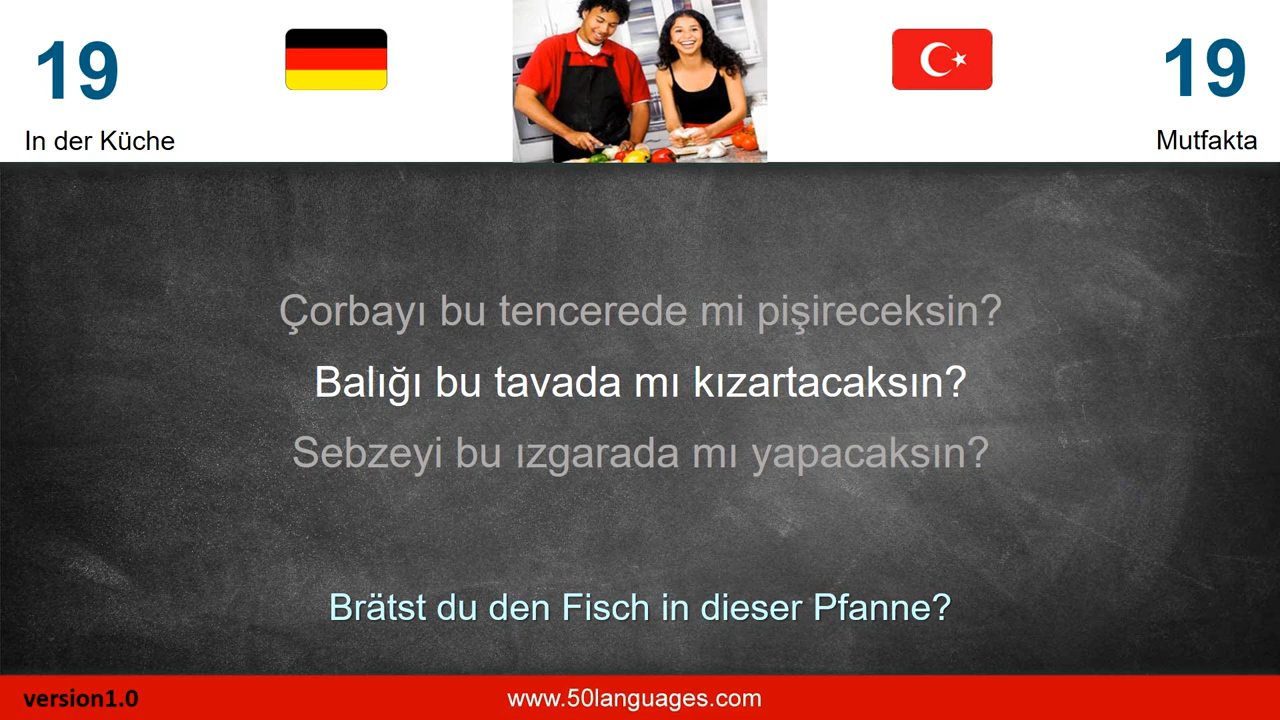 19
19
In der Küche
Mutfakta
Çorbayı bu tencerede mi pişireceksin?
Balığı bu tavada mı kızartacaksın?
Sebzeyi bu ızgarada mı yapacaksın?
Brätst du den Fisch in dieser Pfanne?
version1.0
www.50languages.com